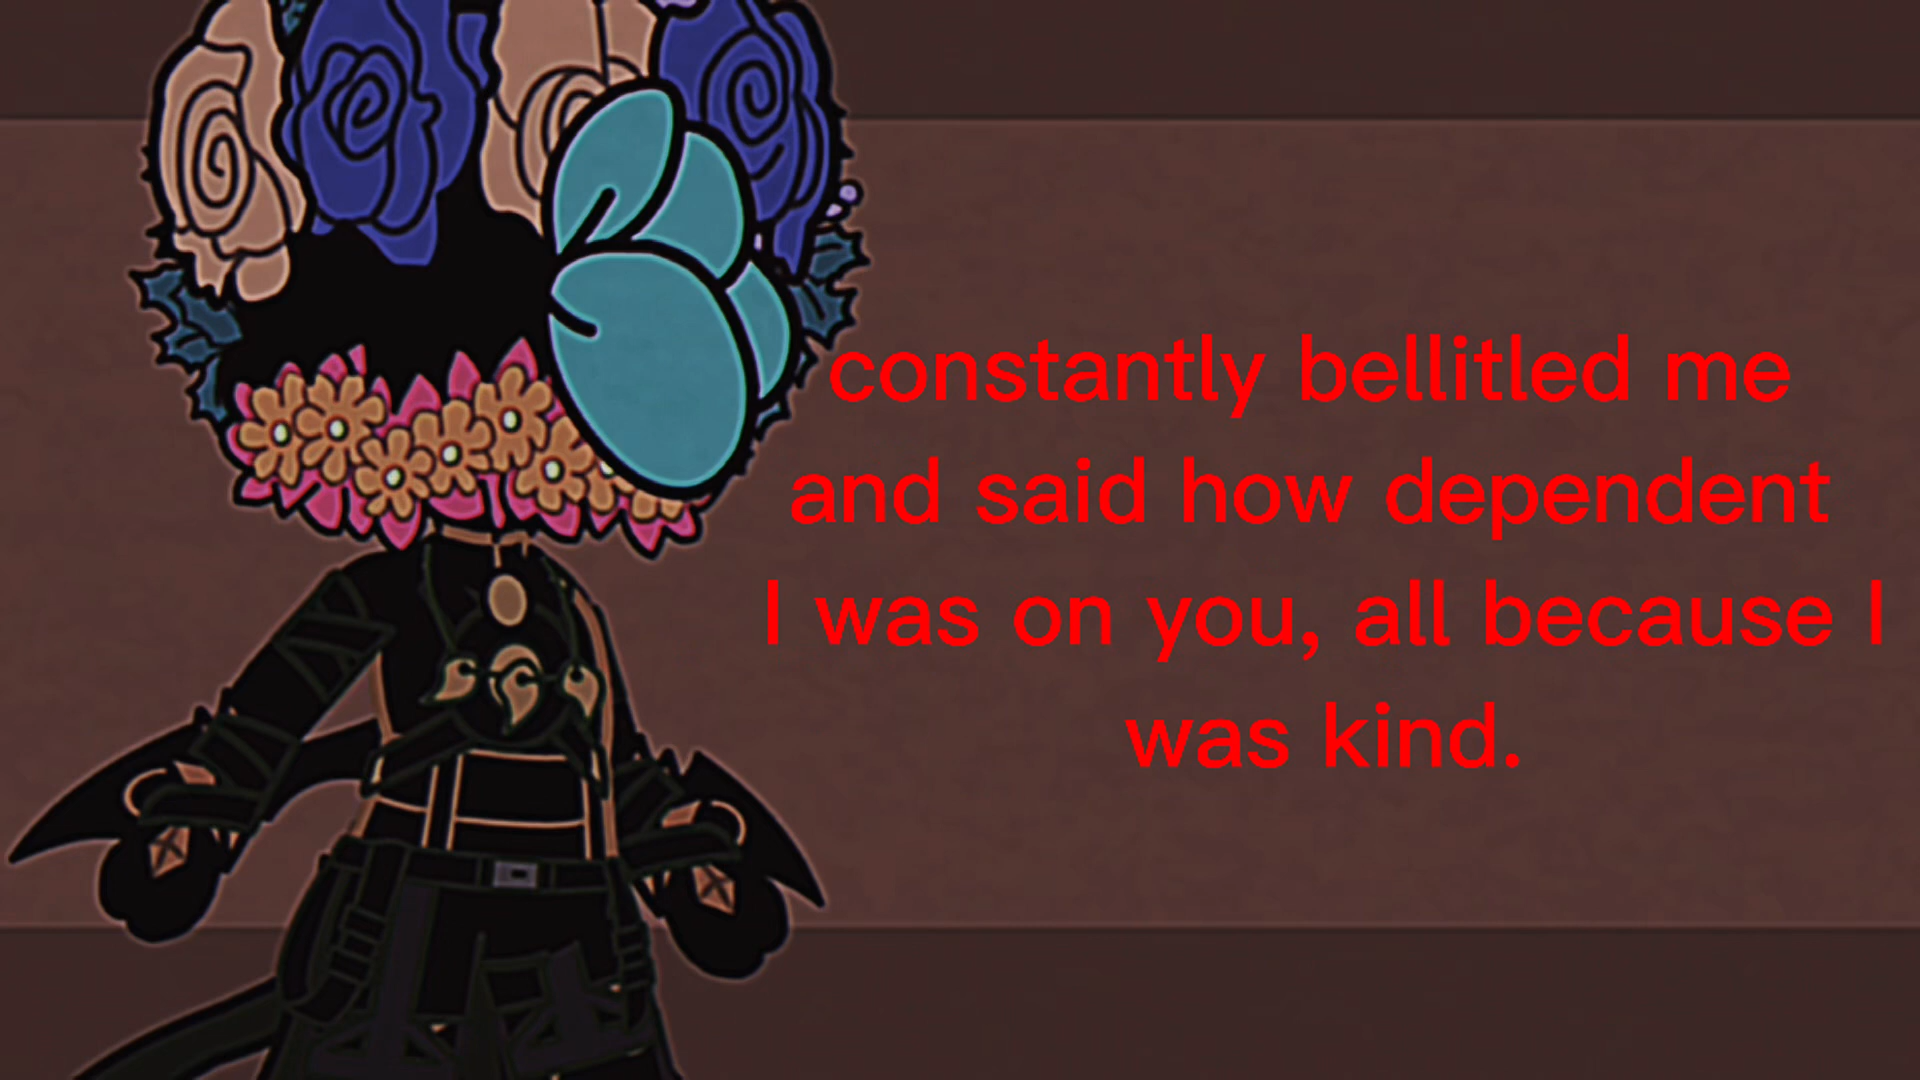 constantly bellitled me
and said how dependent
I was on you, all because I
was kind.